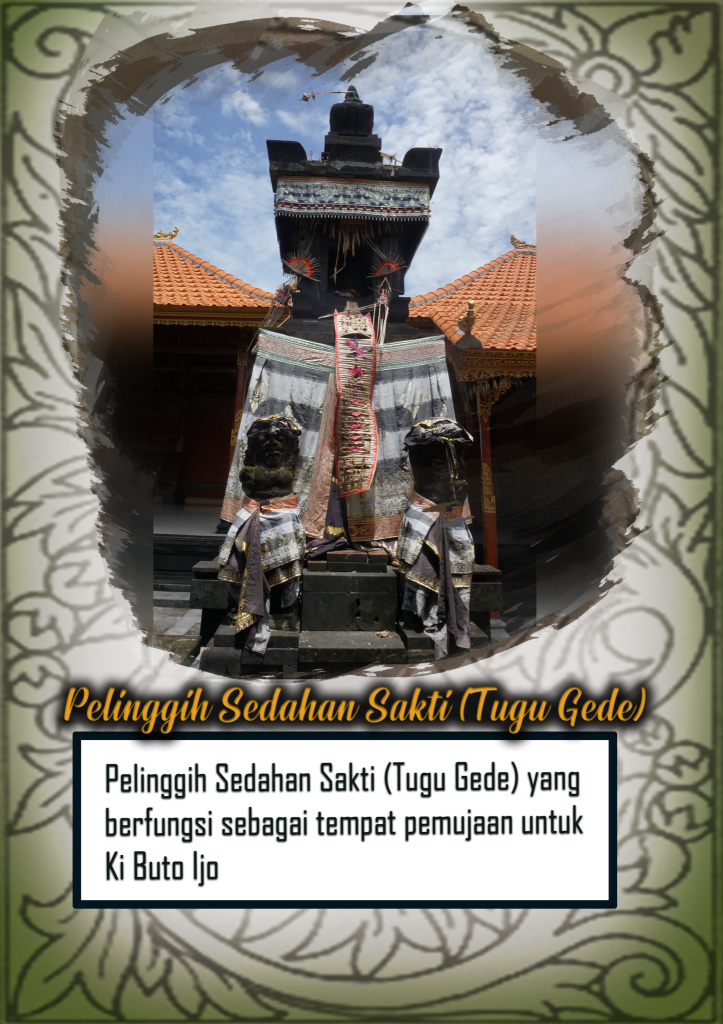 Pelinggih Sedahan Sakti (Tugu Gede)
Pelinggih Sedahan Sakti (Tugu Gede) yang
berfungsi sebagai tempat pemujaan untuk
Ki Buto Ijo